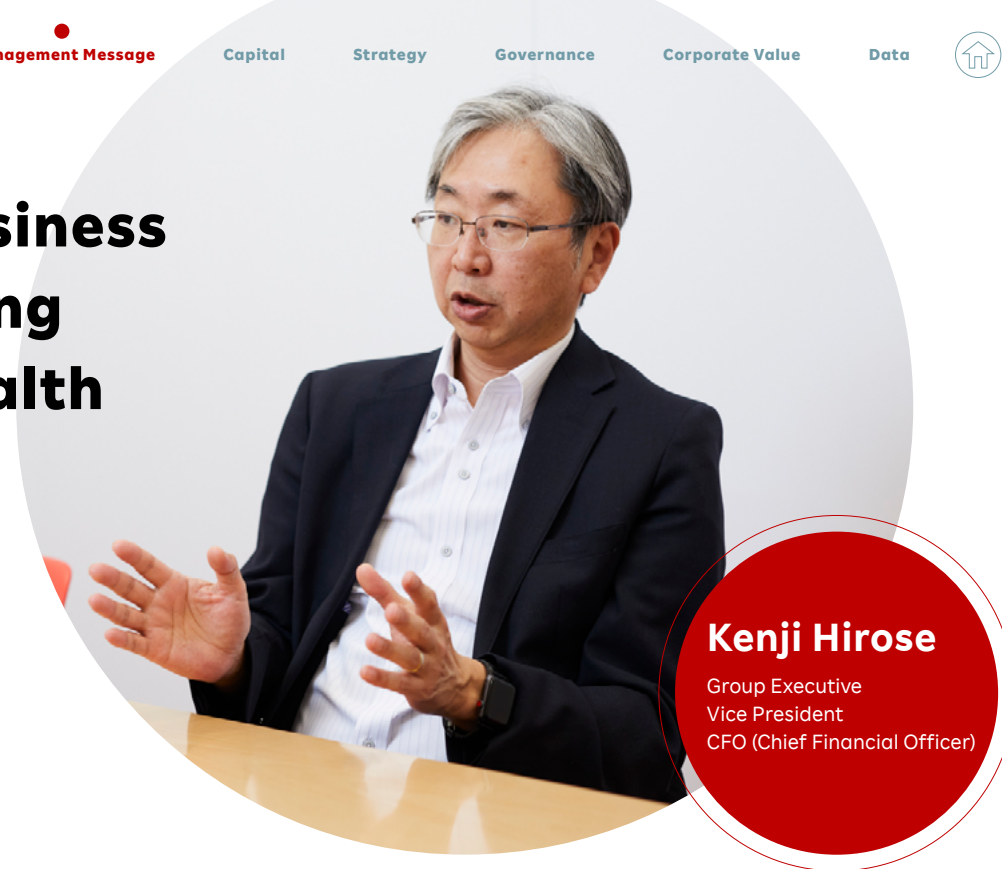 nagement Message
Capital
Strategy
Governance
Corporate Value
Data
siness
ng
alth
Kenji Hirose
Group Executive
Vice President
CFO (Chief Financial Officer)